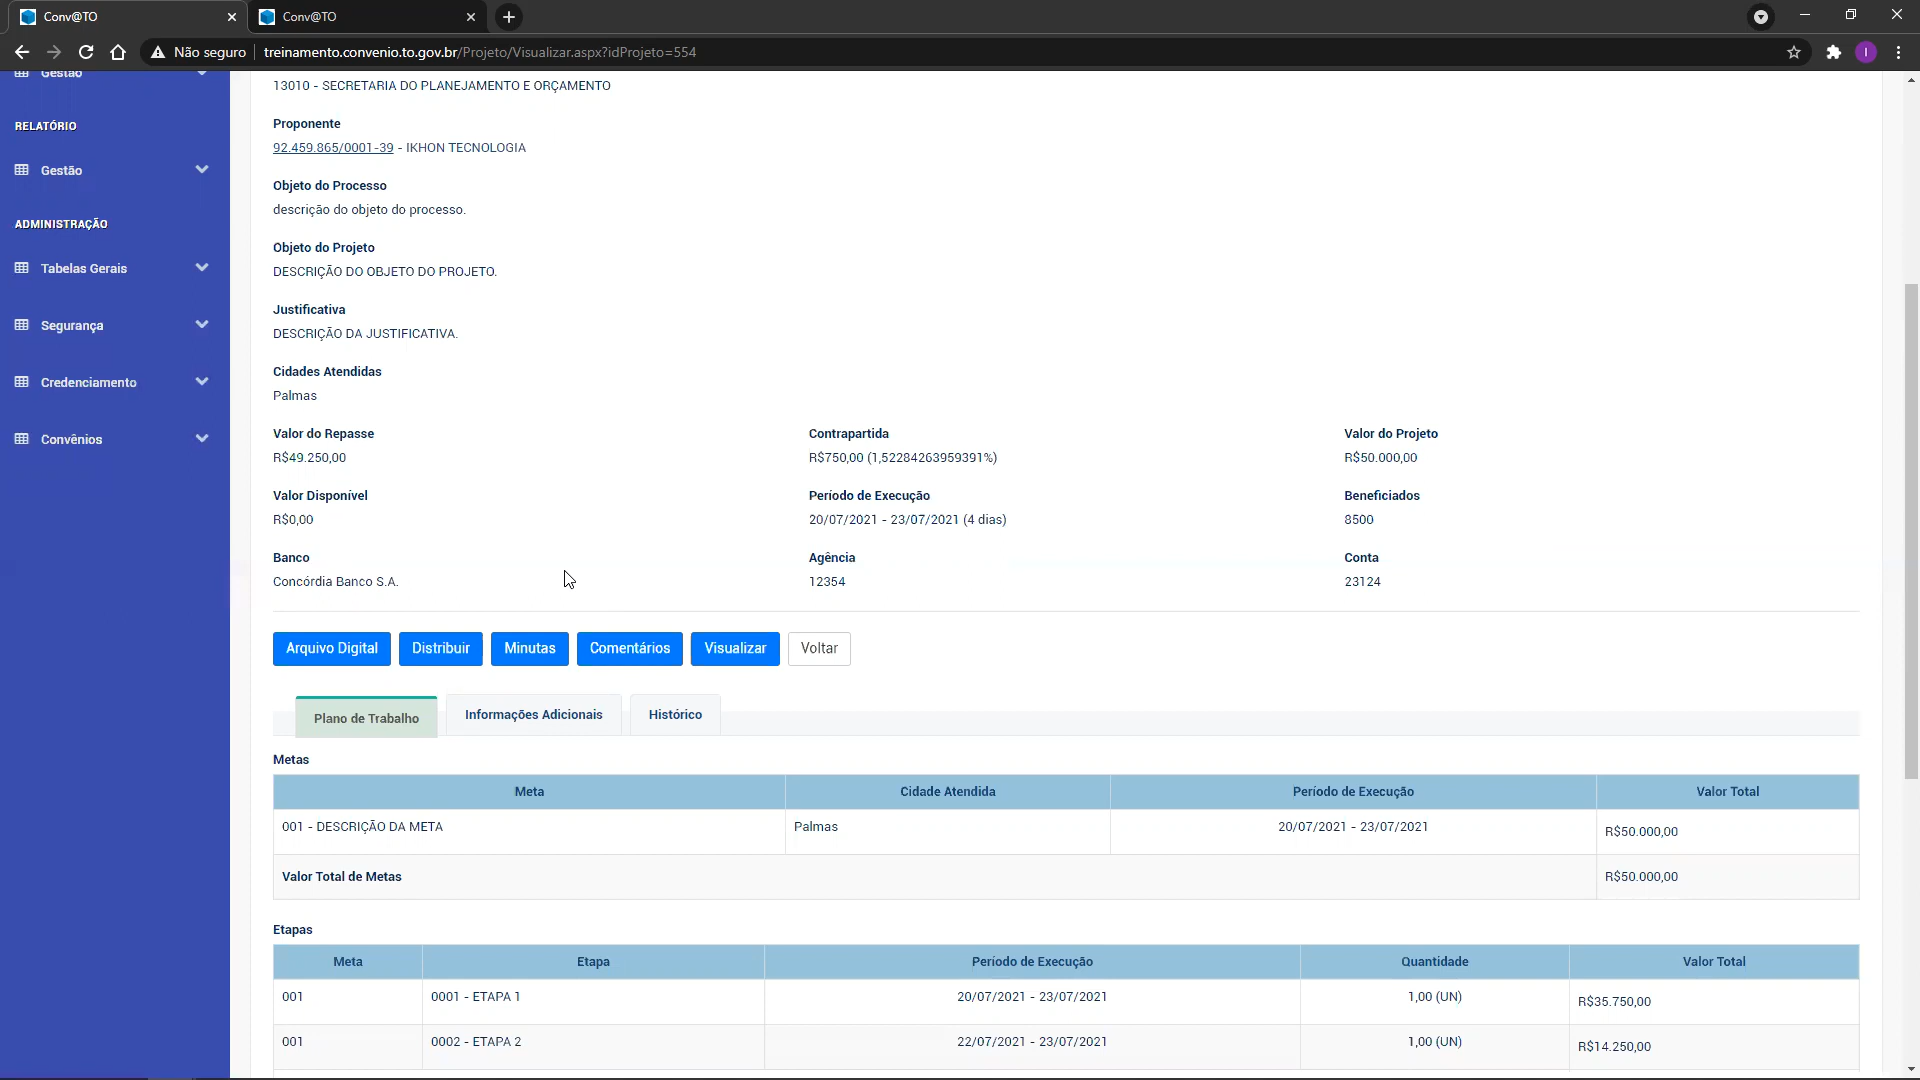 Conv@TO
Conv@TO
Não seguro
treinamento.convenio.to.gov.br/Projeto/Visualizar.aspx?idProjeto=554
I
Gestão
RELATÓRIO
Gestão
ADMINISTRAÇÃO
Tabelas Gerais
Segurança
Credenciamento
Convênios
13010 - SECRETARIA DO PLANEJAMENTO E ORÇAMENTO
Proponente
92.459.865/0001-39 - IKHON TECNOLOGIA
Objeto do Processo
descrição do objeto do processo.
Objeto do Projeto
DESCRIÇÃO DO OBJETO DO PROJETO.
Justificativa
DESCRIÇÃO DA JUSTIFICATIVA.
Cidades Atendidas
Palmas
Valor do Repasse Contrapartida Valor do Projeto
R$49.250,00 R$750,00 (1,52284263959391%) R$50.000,00
Valor Disponível Período de Execução Beneficiados
R$0,00 20/07/2021 - 23/07/2021 (4 dias) 8500
Banco Agência Conta
Concórdia Banco S.A. 12354 23124
Arquivo Digital Distribuir Minutas Comentários Visualizar Voltar
Plano de Trabalho Informações Adicionais Histórico
Metas
Meta Cidade Atendida Período de Execução Valor Total
001 - DESCRIÇÃO DA META Palmas 20/07/2021 - 23/07/2021 R$50.000,00
Valor Total de Metas R$50.000,00
Etapas
Meta Etapa Período de Execução Quantidade Valor Total
001 0001 - ETAPA 1 20/07/2021 - 23/07/2021 1,00 (UN) R$35.750,00
001 0002 - ETAPA 2 22/07/2021 - 23/07/2021 1,00 (UN) R$14.250,00